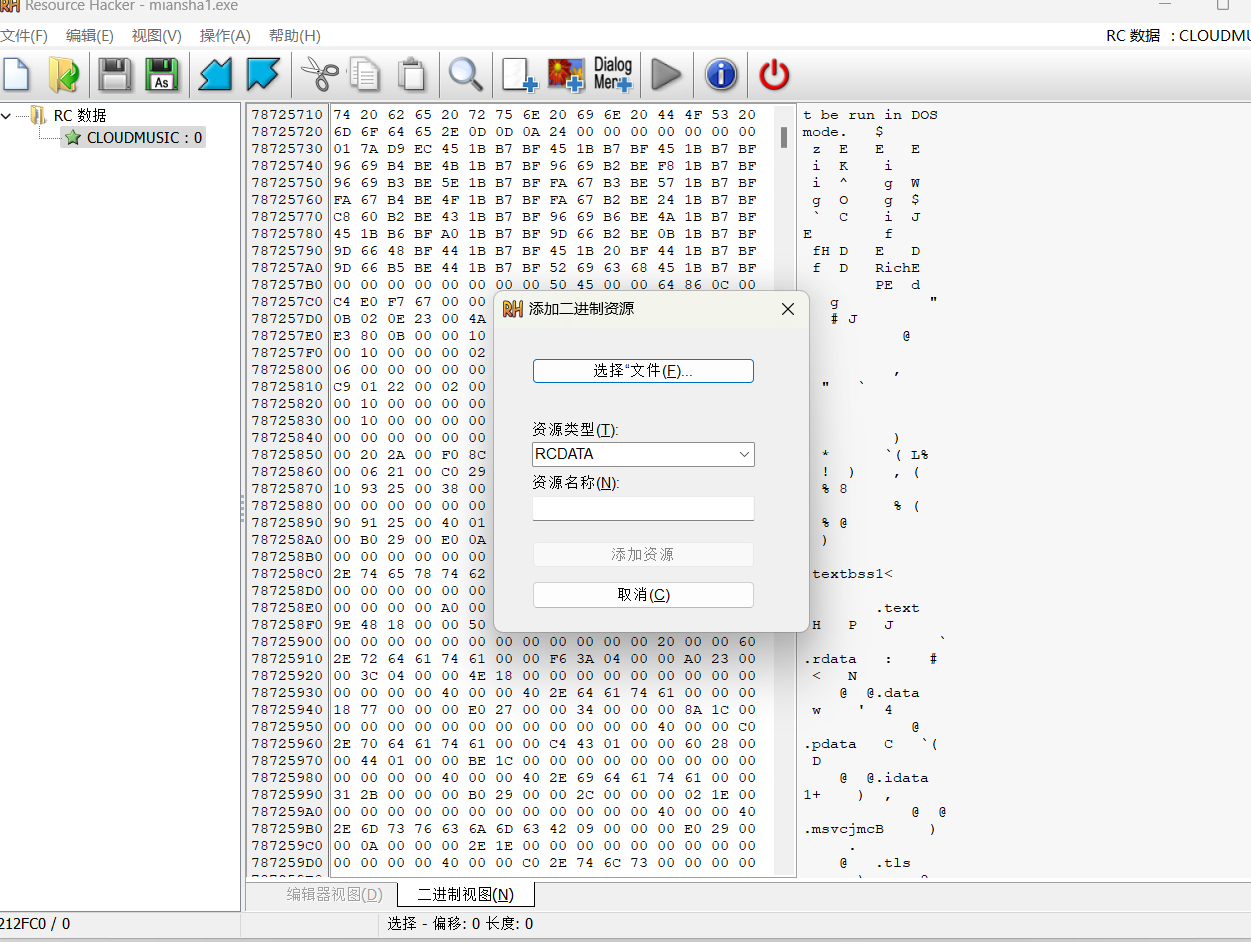 Resource Hacker - miansha1.exe
文件(F) 编辑(E) 视图(V) 操作(A) 帮助(H) RC 数据 : CLOUDMU
As
Dialog
Men
RC 数据
CLOUDMUSIC : 0
78725710 74 20 62 65 20 72 75 6E 20 69 6E 20 44 4F 53 20 t be run in DOS
78725720 6D 6F 64 65 2E 0D 0D 0A 24 00 00 00 00 00 00 00 mode. $
78725730 01 7A D9 EC 45 1B B7 BF 45 1B B7 BF 45 1B B7 BF z E E E
78725740 96 69 B4 BE 4B 1B B7 BF 96 69 B2 BE F8 1B B7 BF i K i
78725750 96 69 B3 BE 5E 1B B7 BF FA 67 B3 BE 57 1B B7 BF i ^ g W
78725760 FA 67 B4 BE 4F 1B B7 BF FA 67 B2 BE 24 1B B7 BF g O g $
78725770 C8 60 B2 BE 43 1B B7 BF 96 69 B6 BE 4A 1B B7 BF ` C i J
78725780 45 1B B6 BF A0 1B B7 BF 9D 66 B2 BE 0B 1B B7 BF E f
78725790 9D 66 48 BF 44 1B B7 BF 45 1B 20 BF 44 1B B7 BF fH D E D
787257A0 9D 66 B5 BE 44 1B B7 BF 52 69 63 68 45 1B B7 BF f D RichE
787257B0 00 00 00 00 00 00 00 00 50 45 00 00 64 86 0C 00 PE d
787257C0 C4 E0 F7 67 00 00 g "
787257D0 0B 02 0E 23 00 4A # J
787257E0 E3 80 0B 00 00 10 @
787257F0 00 10 00 00 00 02
78725800 06 00 00 00 00 00 ,
78725810 C9 01 22 00 02 00 " `
78725820 00 10 00 00 00 00
78725830 00 10 00 00 00 00
78725840 00 00 00 00 00 00 )
78725850 00 20 2A 00 F0 8C * `( L%
78725860 00 06 21 00 C0 29 ! ) , (
78725870 10 93 25 00 38 00 % 8
78725880 00 00 00 00 00 00 % (
78725890 90 91 25 00 40 01 % @
787258A0 00 B0 29 00 E0 0A )
787258B0 00 00 00 00 00 00
787258C0 2E 74 65 78 74 62 textbss1<
787258D0 00 00 00 00 00 00
787258E0 00 00 00 00 A0 00 .text
787258F0 9E 48 18 00 00 50 H P J
78725900 00 00 00 00 00 00 00 00 00 00 00 00 20 00 00 60 `
78725910 2E 72 64 61 74 61 00 00 F6 3A 04 00 00 A0 23 00 .rdata : #
78725920 00 3C 04 00 00 4E 18 00 00 00 00 00 00 00 00 00 < N
78725930 00 00 00 00 40 00 00 40 2E 64 61 74 61 00 00 00 @ @.data
78725940 18 77 00 00 00 E0 27 00 00 34 00 00 00 8A 1C 00 w ' 4
78725950 00 00 00 00 00 00 00 00 00 00 00 00 40 00 00 C0 @
78725960 2E 70 64 61 74 61 00 00 C4 43 01 00 00 60 28 00 .pdata C `(
78725970 00 44 01 00 00 BE 1C 00 00 00 00 00 00 00 00 00 D
78725980 00 00 00 00 40 00 00 40 2E 69 64 61 74 61 00 00 @ @.idata
78725990 31 2B 00 00 00 B0 29 00 00 2C 00 00 00 02 1E 00 1+ ) ,
787259A0 00 00 00 00 00 00 00 00 00 00 00 00 40 00 00 40 @ @
787259B0 2E 6D 73 76 63 6A 6D 63 42 09 00 00 00 E0 29 00 .msvcjmcB )
787259C0 00 0A 00 00 00 2E 1E 00 00 00 00 00 00 00 00 00 .
787259D0 00 00 00 00 40 00 00 C0 2E 74 6C 73 00 00 00 00 @ .tls
添加二进制资源
选择“文件(F)...
资源类型(T):
RCDATA
资源名称(N):
添加资源
取消(C)
编辑器视图(D) 二进制视图(N)
212FC0 / 0 选择 - 偏移: 0 长度: 0